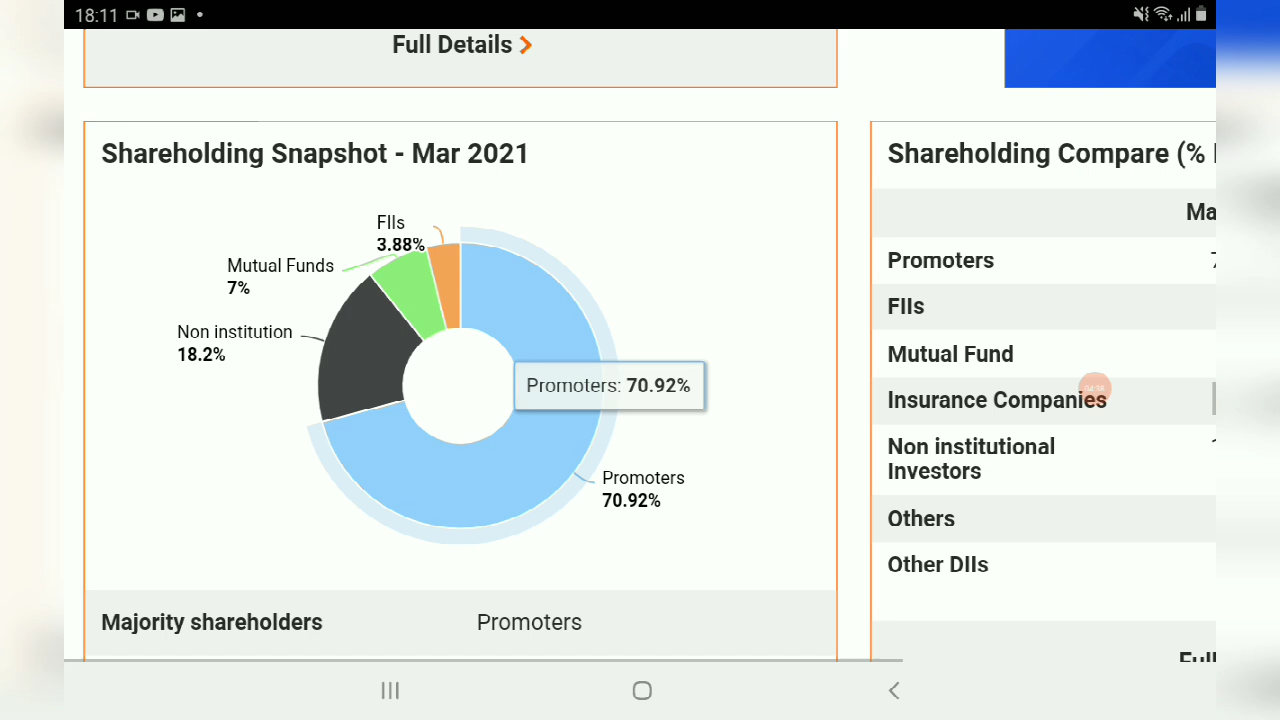 18:11
Full Details
Shareholding Snapshot - Mar 2021
FIIs
3.88%
Mutual Funds
7%
Non institution
18.2%
Promoters: 70.92%
Promoters
70.92%
Majority shareholders Promoters
Shareholding Compare (%
Ma
Promoters
FIIs
Mutual Fund
04:38
Insurance Companies
Non institutional
Investors
Others
Other DIIs